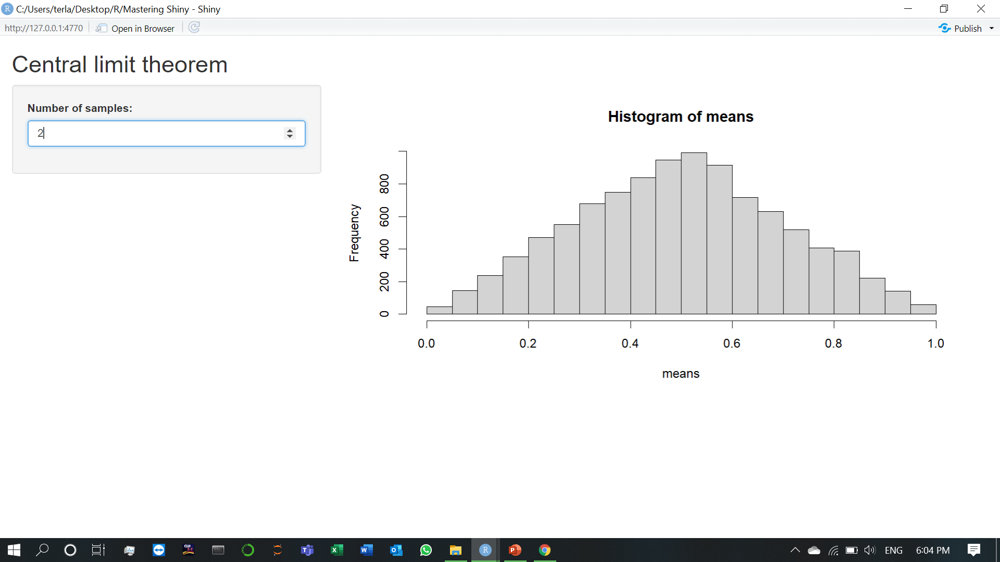 C:/Users/terla/Desktop/R/Mastering Shiny - Shiny
http://127.0.0.1:4770 Open in Browser Publish
Central limit theorem
Number of samples:
2
Histogram of means
Frequency
0 200 400 600 800
0.0 0.2 0.4 0.6 0.8 1.0
means
ENG 6:04 PM